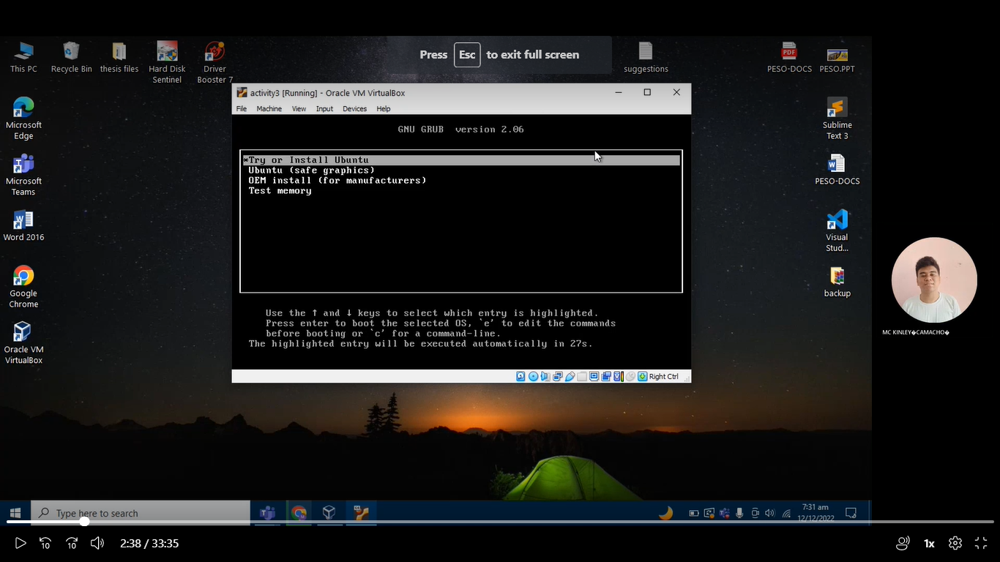 Press Esc to exit full screen
This PC
Recycle Bin
thesis files
Hard Disk
Sentinel
Driver
Booster 7
suggestions
PESO-DOCS
PESO.PPT
Microsoft
Edge
Microsoft
Teams
Word 2016
Google
Chrome
Oracle VM
VirtualBox
activity3 [Running] - Oracle VM VirtualBox
File Machine View Input Devices Help
GNU GRUB version 2.06
*Try or Install Ubuntu
Ubuntu (safe graphics)
OEM install (for manufacturers)
Test memory
Use the ↑ and ↓ keys to select which entry is highlighted.
Press enter to boot the selected OS, `e' to edit the commands
before booting or `c' for a command-line.
The highlighted entry will be executed automatically in 27s.
Right Ctrl
Sublime
Text 3
PESO-DOCS
Visual
Stud...
backup
PDF
MC KINLEY�CAMACHO�
Type here to search
7:31 am
12/12/2022
10
10
2:38 / 33:35
1x